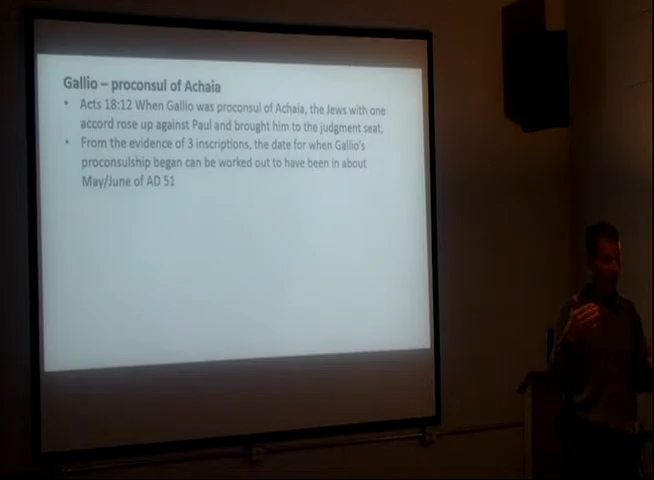 Gallio – proconsul of Achaia
• Acts 18:12 When Gallio was proconsul of Achaia, the Jews with one
accord rose up against Paul and brought him to the judgment seat,
• From the evidence of 3 inscriptions, the date for when Gallio's
proconsulship began can be worked out to have been in about
May/June of AD 51